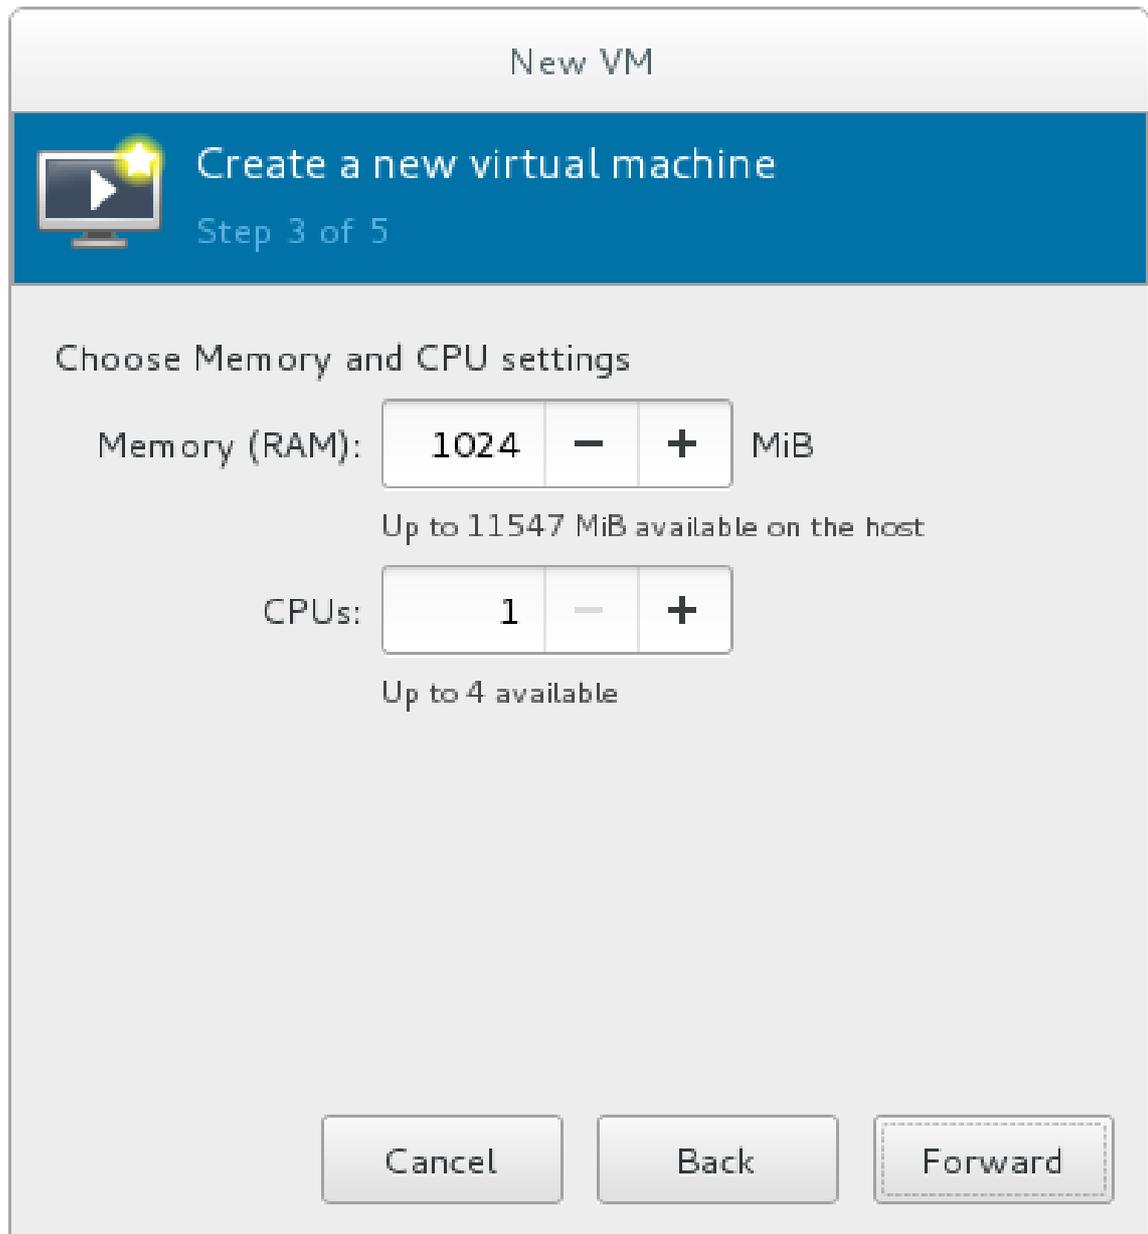 New VM
Create a new virtual machine
Step 3 of 5
Choose Memory and CPU settings
Memory (RAM): 1024 − + MiB
Up to 11547 MiB available on the host
CPUs: 1 − +
Up to 4 available
Cancel Back Forward